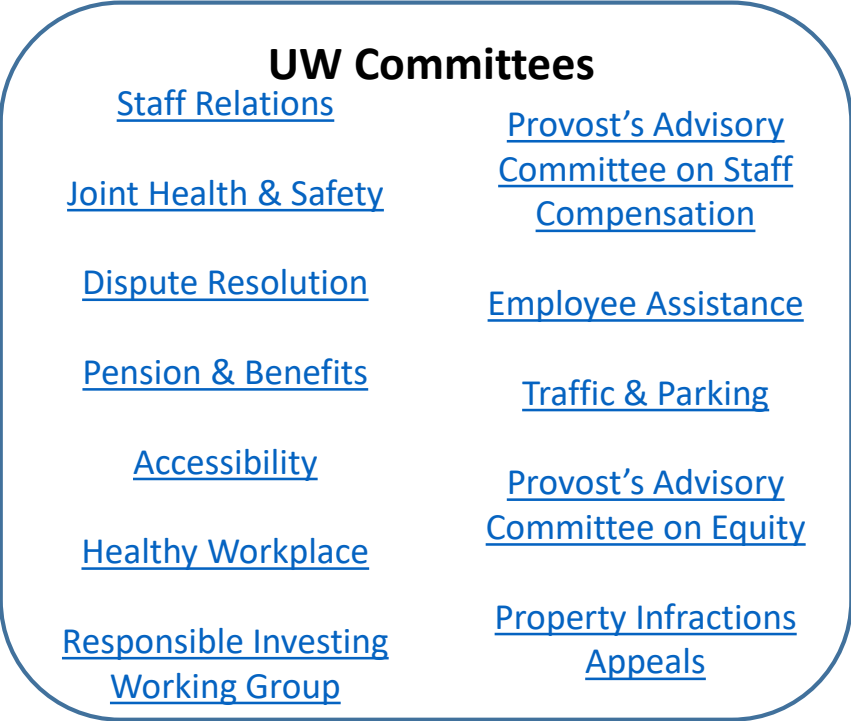 UW Committees
Staff Relations
Joint Health & Safety
Dispute Resolution
Pension & Benefits
Accessibility
Healthy Workplace
Responsible Investing
Working Group
Provost’s Advisory
Committee on Staff
Compensation
Employee Assistance
Traffic & Parking
Provost’s Advisory
Committee on Equity
Property Infractions
Appeals